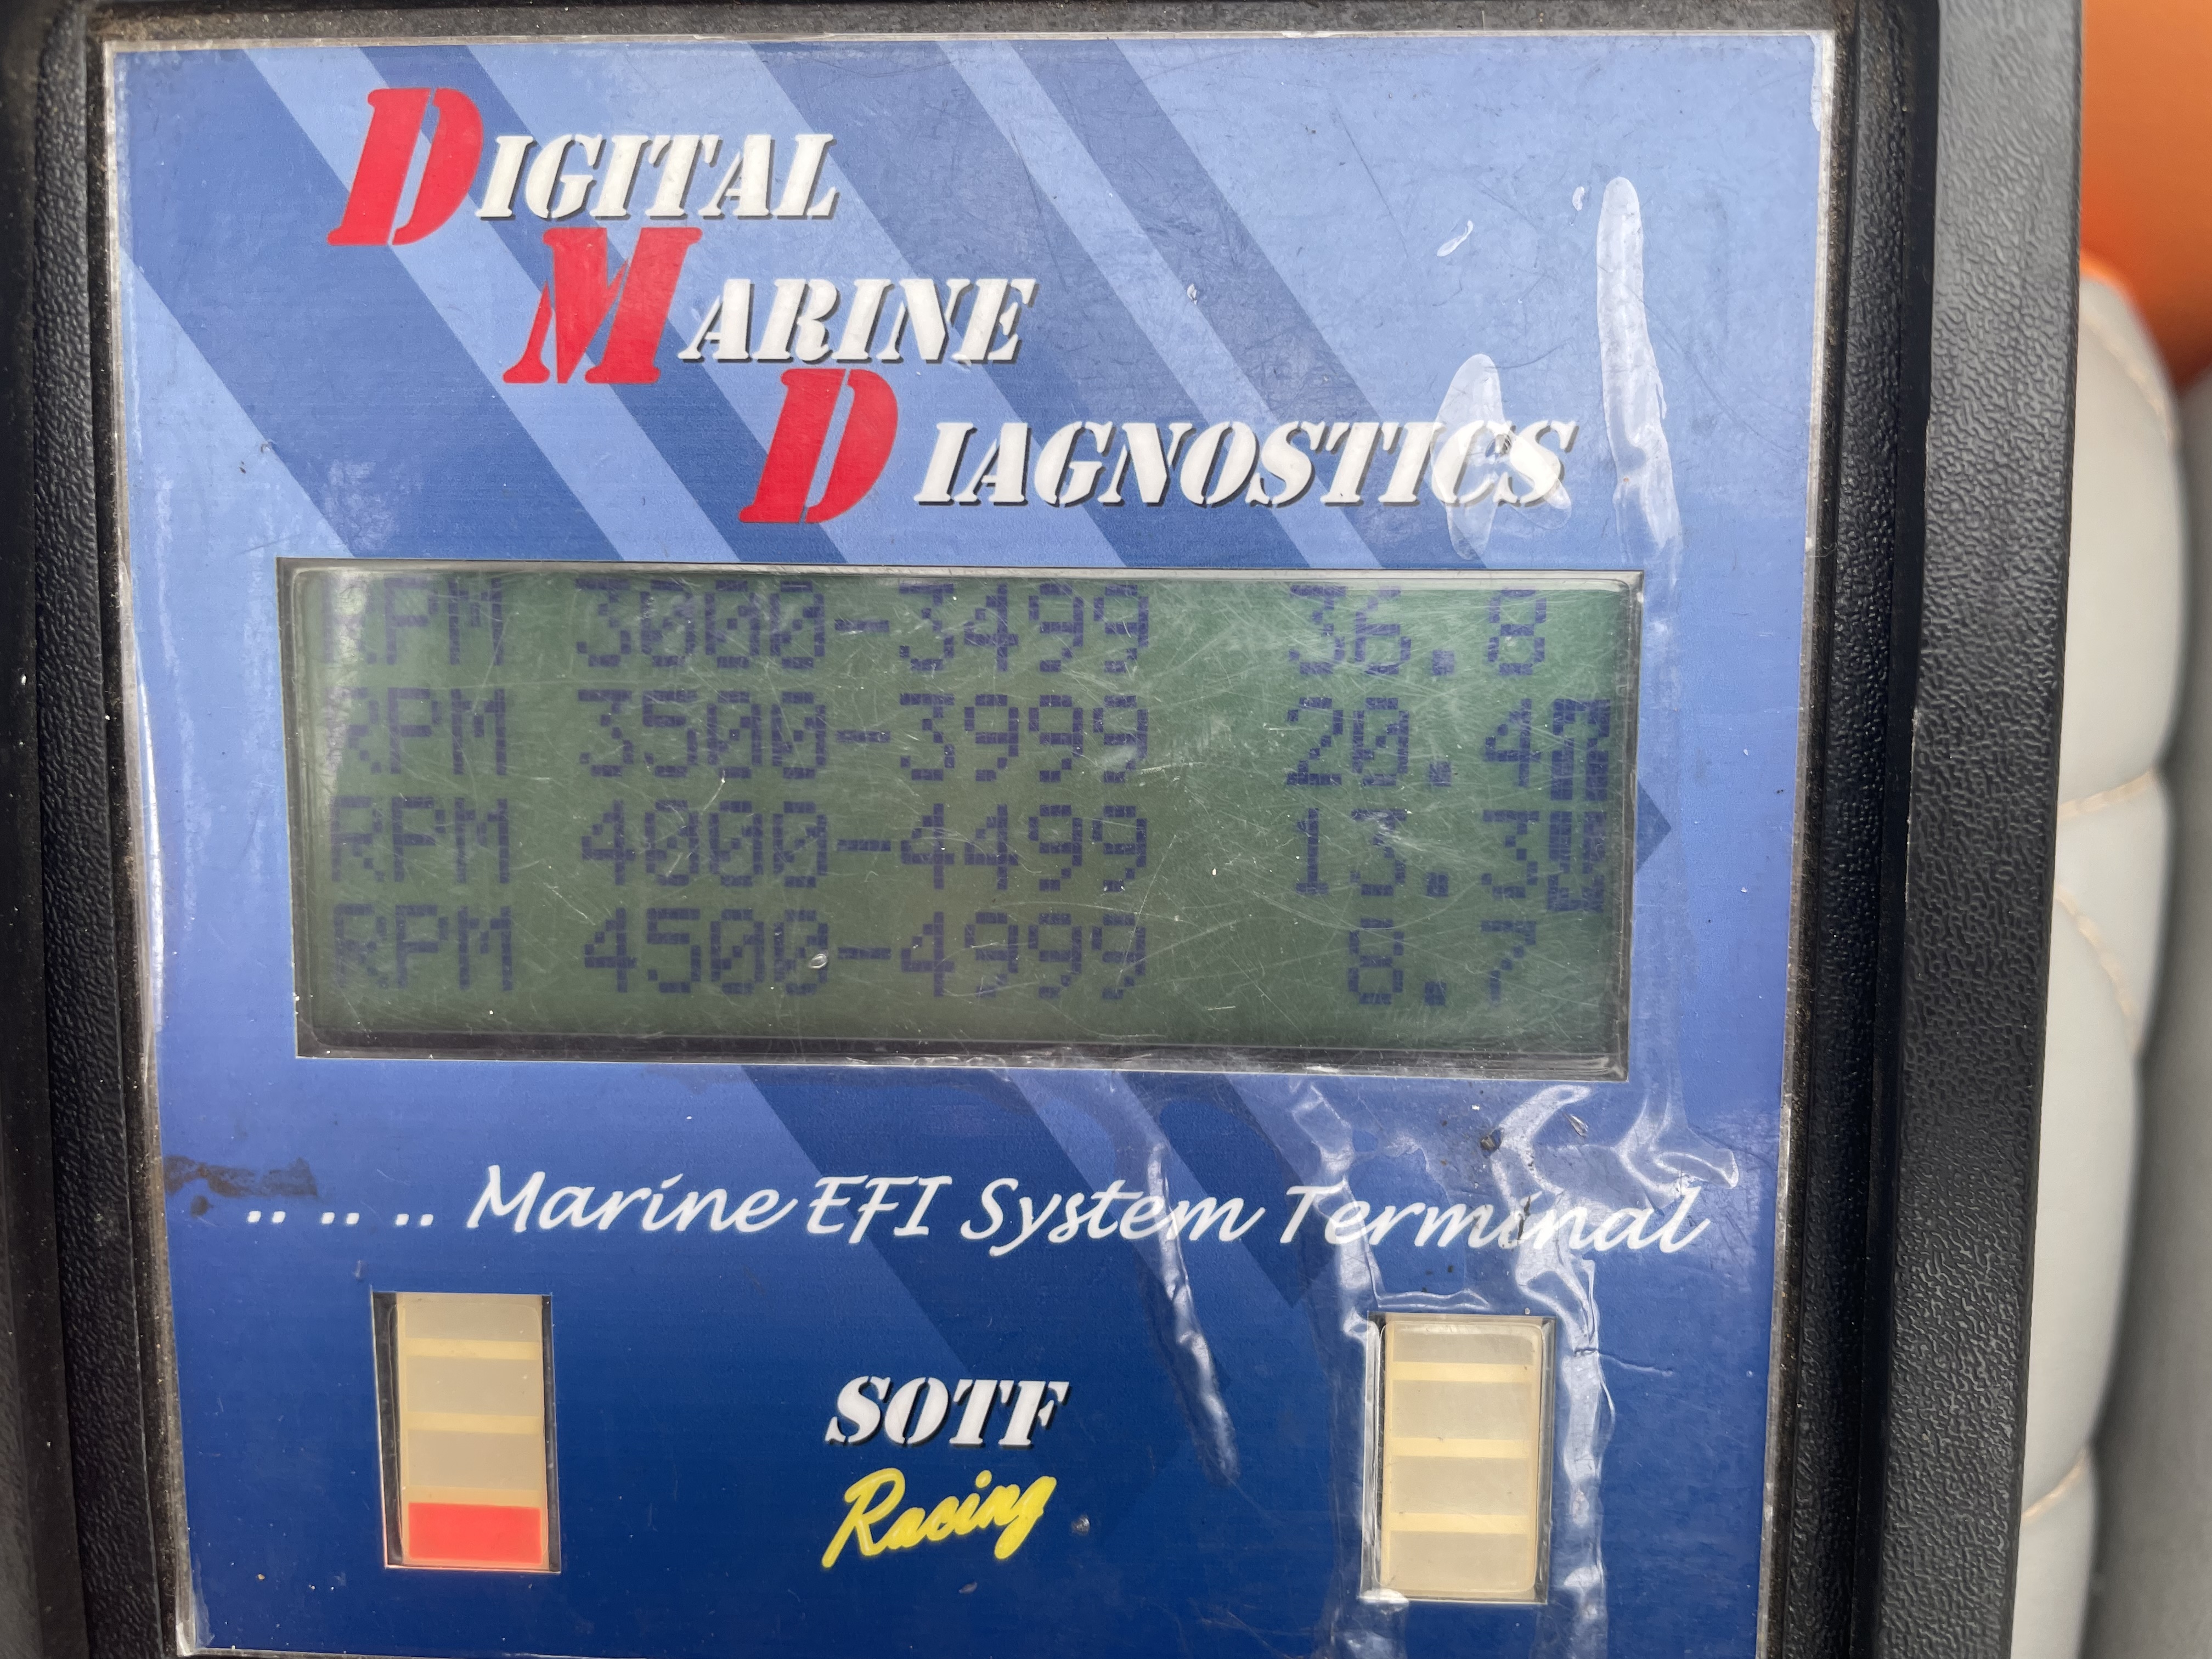 DIGITAL
MARINE
DIAGNOSTICS
RPM 3000-3499 36.8
RPM 3500-3999 20.4
RPM 4000-4499 13.3
RPM 4500-4999 8.7
.. .. .. Marine EFI System Terminal
SOTF
Racing